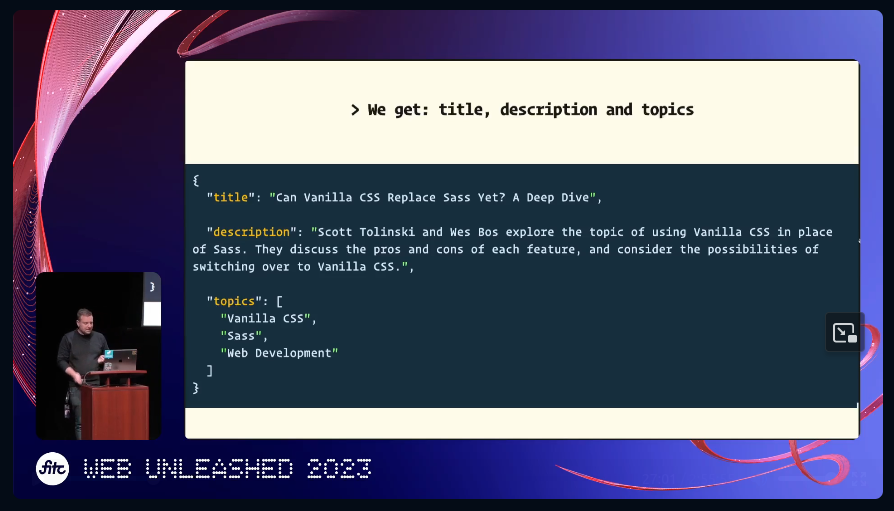 > We get: title, description and topics
{
"title": "Can Vanilla CSS Replace Sass Yet? A Deep Dive",
"description": "Scott Tolinski and Wes Bos explore the topic of using Vanilla CSS in place
of Sass. They discuss the pros and cons of each feature, and consider the possibilities of
switching over to Vanilla CSS.",
"topics": [
"Vanilla CSS",
"Sass",
"Web Development"
]
}
}
fitc WEB UNLEASHED 2023